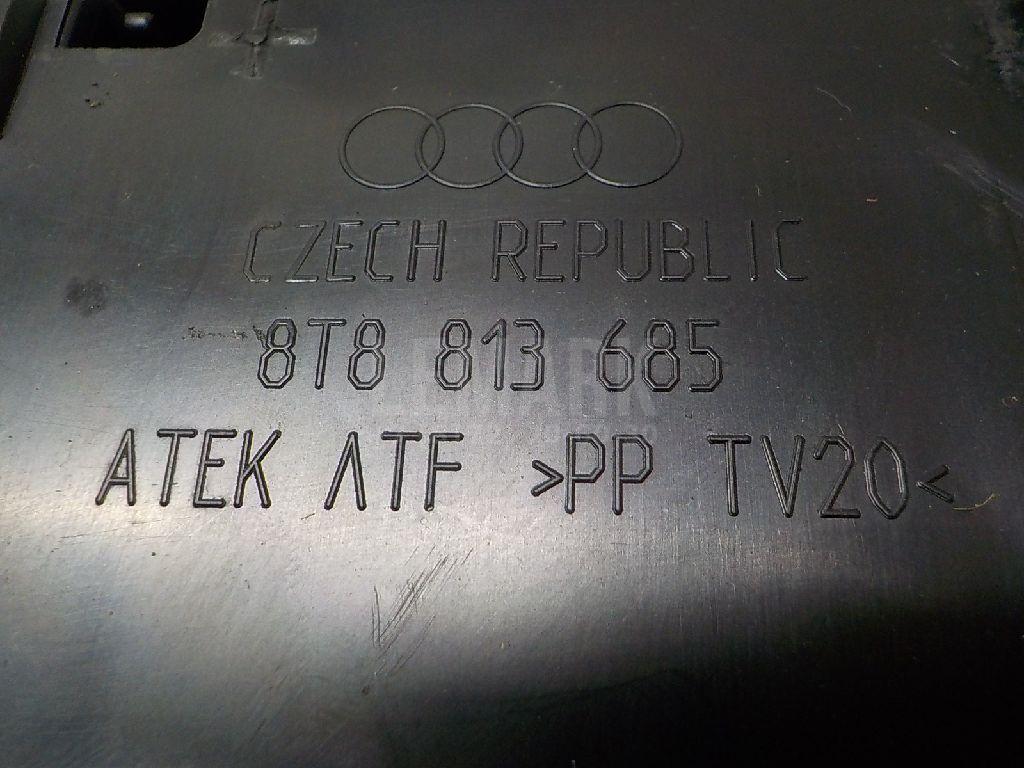 CZECH REPUBLIC
8T8 813 685
ATEK ΛTF >PP TV20<